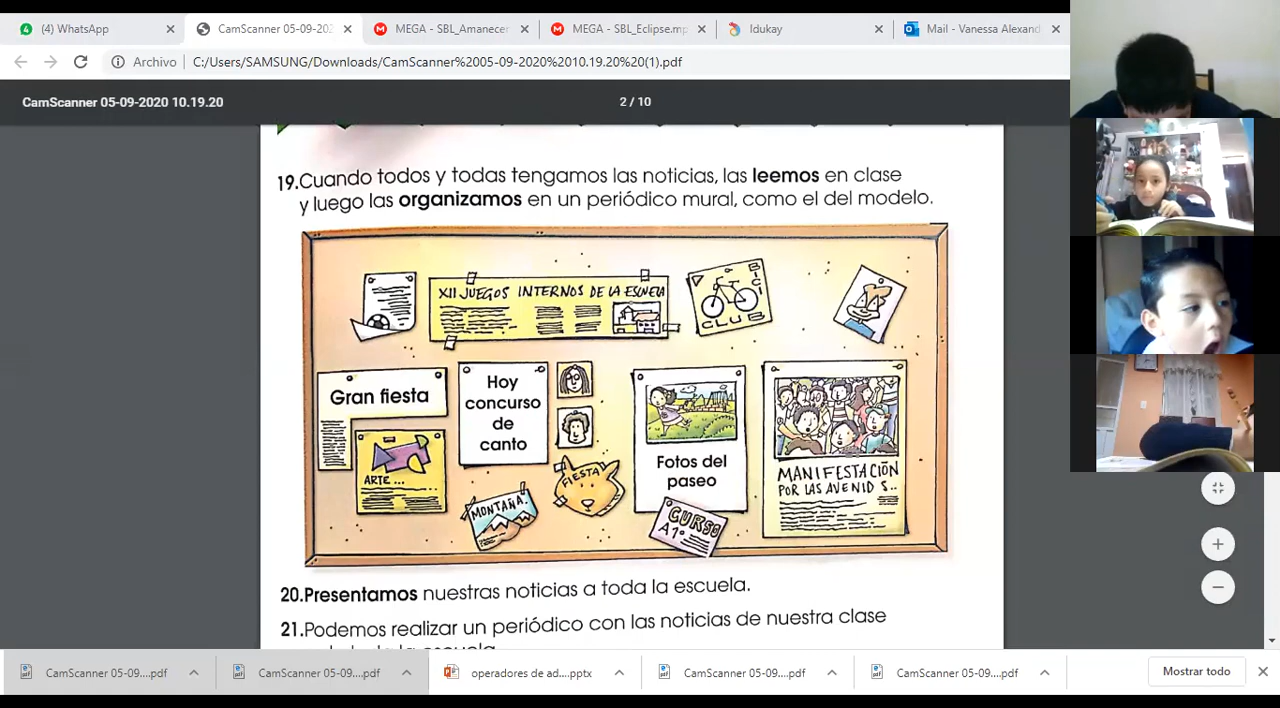 (4) WhatsApp
CamScanner 05-09-202
MEGA - SBL_Amanecer
MEGA - SBL_Eclipse.mp
Idukay
Mail - Vanessa Alexand
Archivo
C:/Users/SAMSUNG/Downloads/CamScanner%2005-09-2020%2010.19.20%20(1).pdf
CamScanner 05-09-2020 10.19.20
2 / 10
19.Cuando todos y todas tengamos las noticias, las leemos en clase
y luego las organizamos en un periódico mural, como el del modelo.
XII JUEGOS INTERNOS DE LA ESCUELA
BICI
CLUB
Gran fiesta
Hoy
concurso
de
canto
ARTE ...
MONTAÑA.
FIESTA
Fotos del
paseo
CURSO
A1º
MANIFESTACIÓN
POR LAS AVENID S..
20.Presentamos nuestras noticias a toda la escuela.
21.Podemos realizar un periódico con las noticias de nuestra clase
CamScanner 05-09....pdf
CamScanner 05-09....pdf
operadores de ad....pptx
CamScanner 05-09....pdf
CamScanner 05-09....pdf
Mostrar todo